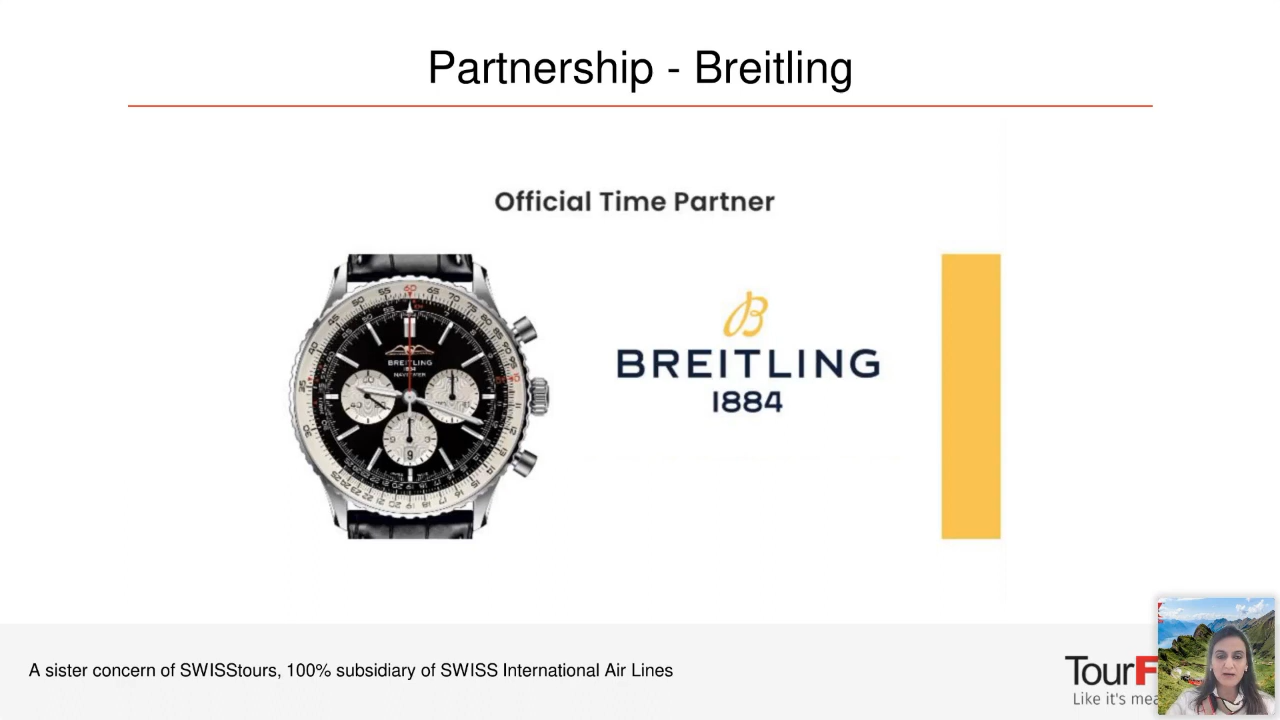 Partnership - Breitling
Official Time Partner
BREITLING
1884
BREITLING
1884
A sister concern of SWISStours, 100% subsidiary of SWISS International Air Lines
TourF
Like it's mea